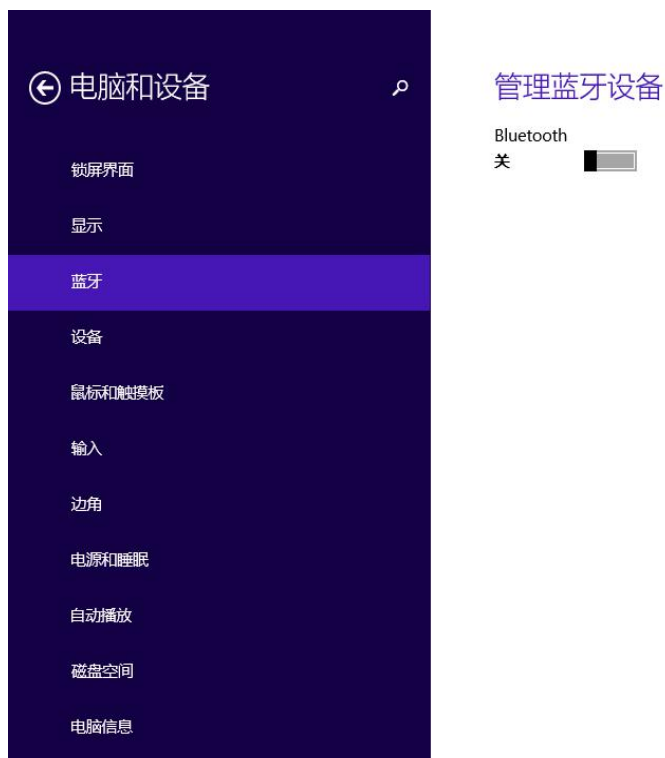 电脑和设备
锁屏界面
显示
蓝牙
设备
鼠标和触摸板
输入
边角
电源和睡眠
自动播放
磁盘空间
电脑信息
管理蓝牙设备
Bluetooth
关